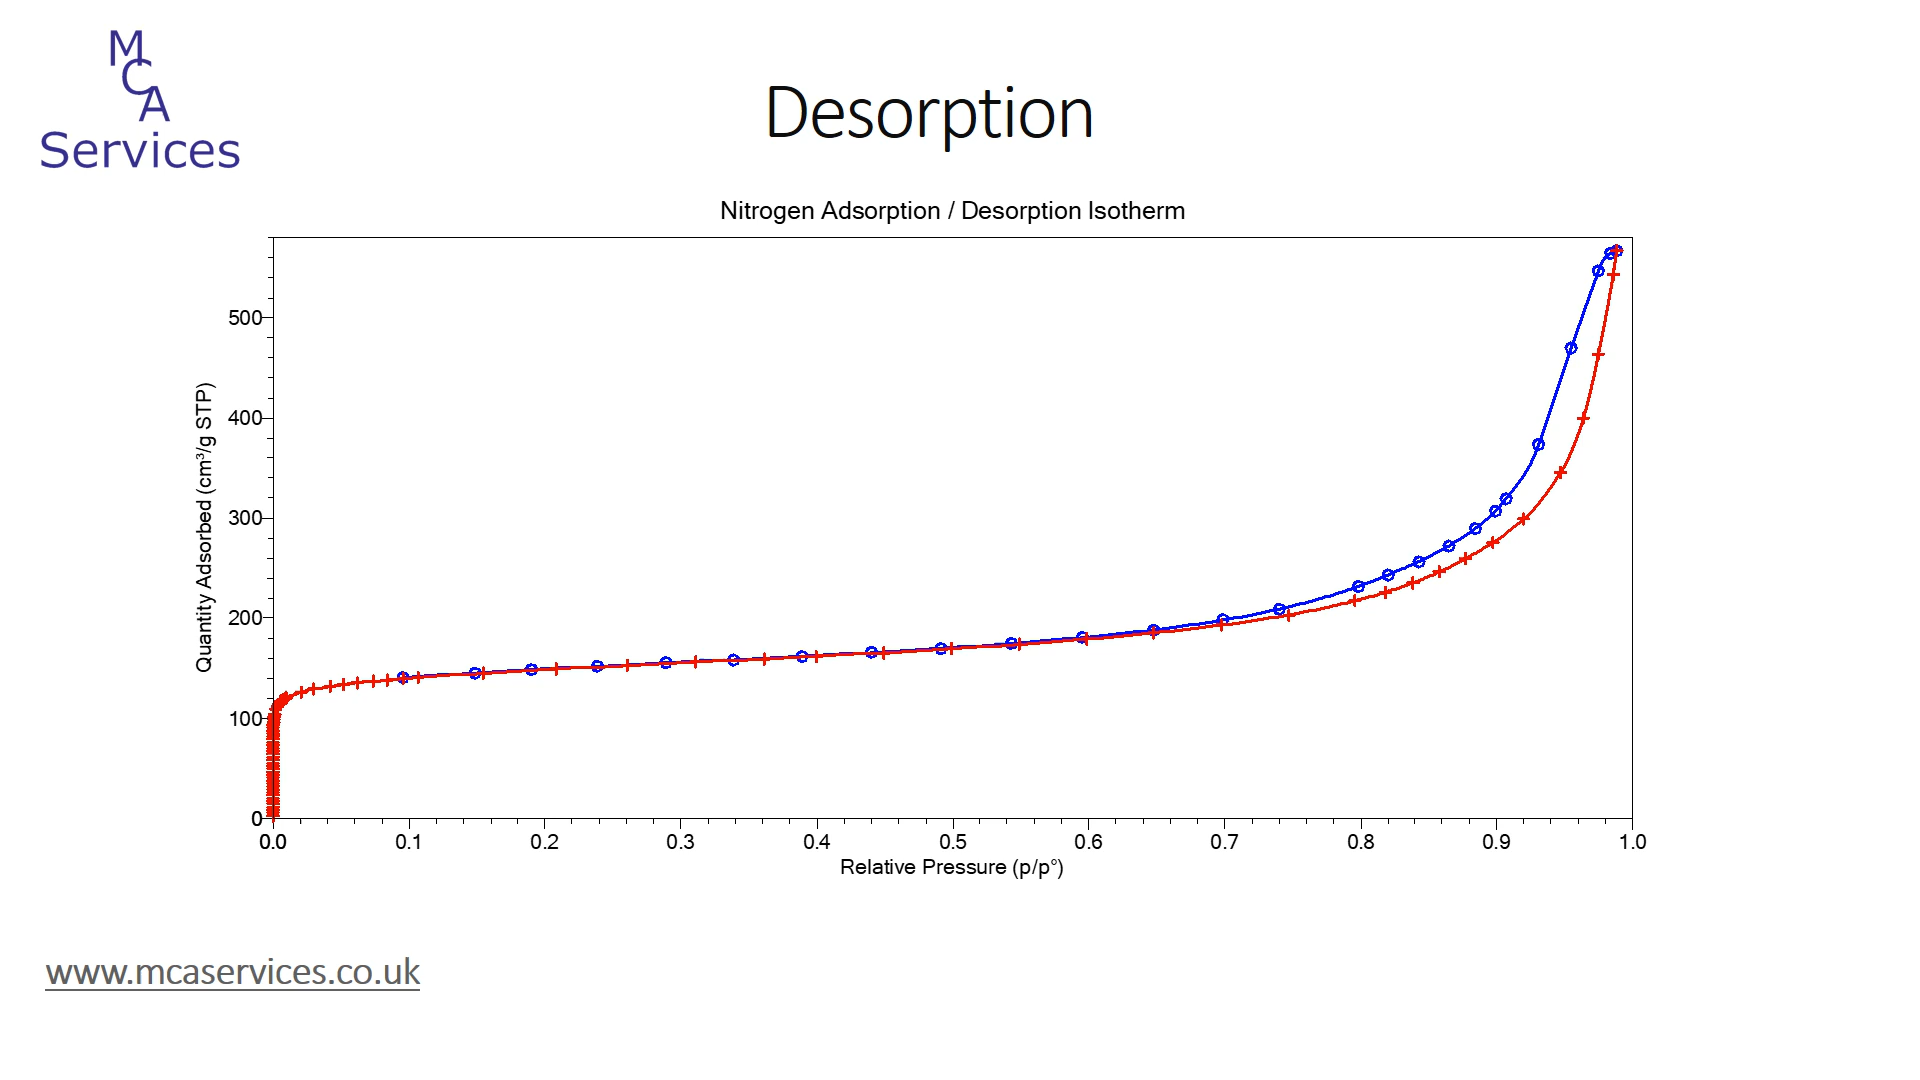 M
C
A
Services
Desorption
Nitrogen Adsorption / Desorption Isotherm
Quantity Adsorbed (cm³/g STP)
500
400
300
200
100
0
0.0 0.1 0.2 0.3 0.4 0.5 0.6 0.7 0.8 0.9 1.0
Relative Pressure (p/p°)
www.mcaservices.co.uk